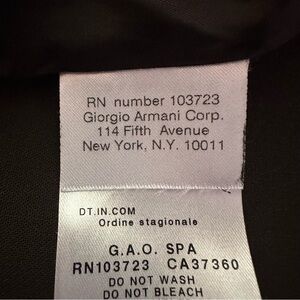 RN number 103723
Giorgio Armani Corp.
114 Fifth Avenue
New York, N.Y. 10011
DT.IN.COM
Ordine stagionale
G.A.O. SPA
RN103723 CA37360
DO NOT WASH
DO NOT BLEACH